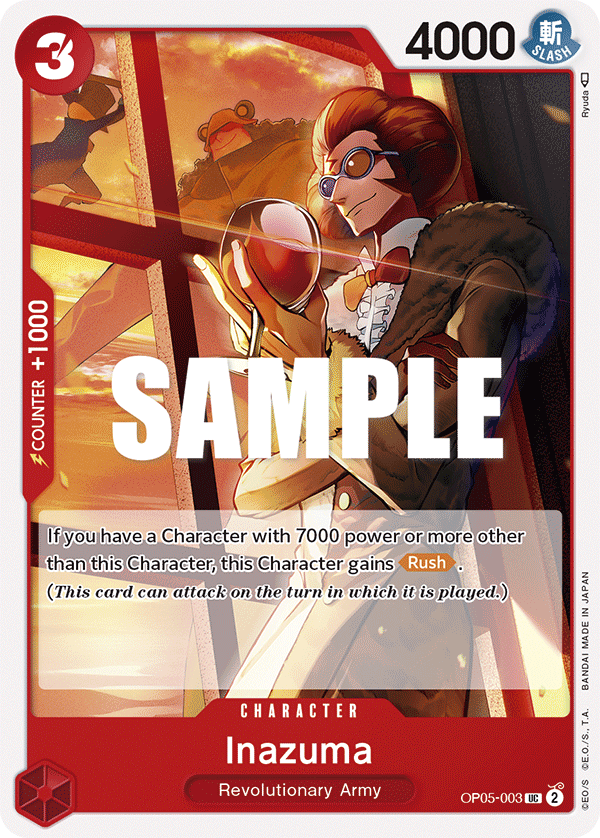 3
4000
斬
SLASH
Ryuda
COUNTER +1000
SAMPLE
If you have a Character with 7000 power or more other
than this Character, this Character gains Rush.
(This card can attack on the turn in which it is played.)
CHARACTER
Inazuma
Revolutionary Army
OP05-003 UC 2
©EO/S ©E.O./S., T.A. BANDAI MADE IN JAPAN